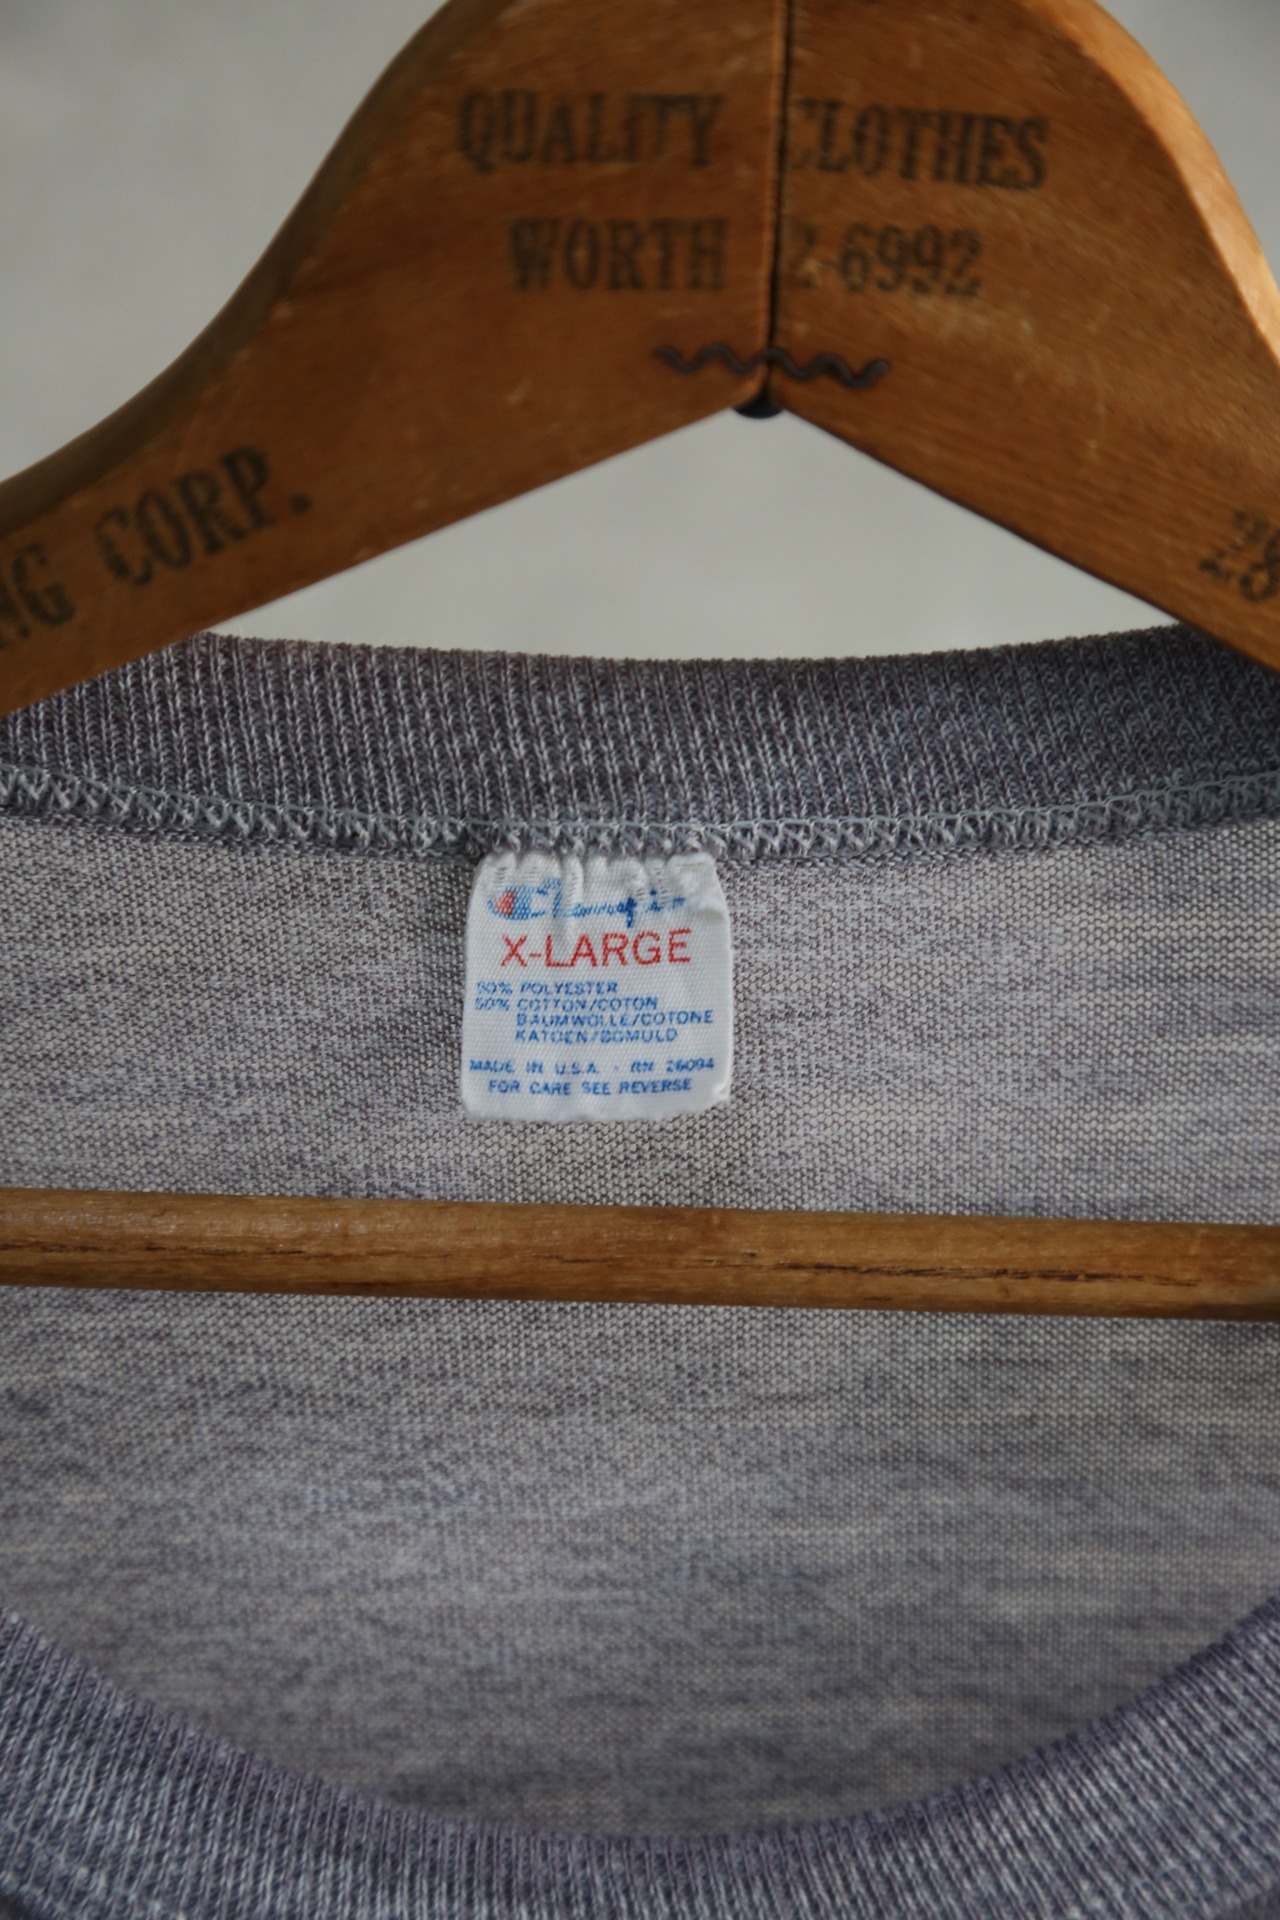 QUALITY CLOTHES
WORTH 2-6992
NG CORP.
28
Champion
X-LARGE
50% POLYESTER
50% COTTON/COTON
BAUMWOLLE/COTONE
KATOEN/BOMULD
MADE IN U.S.A. - RN 26094
FOR CARE SEE REVERSE